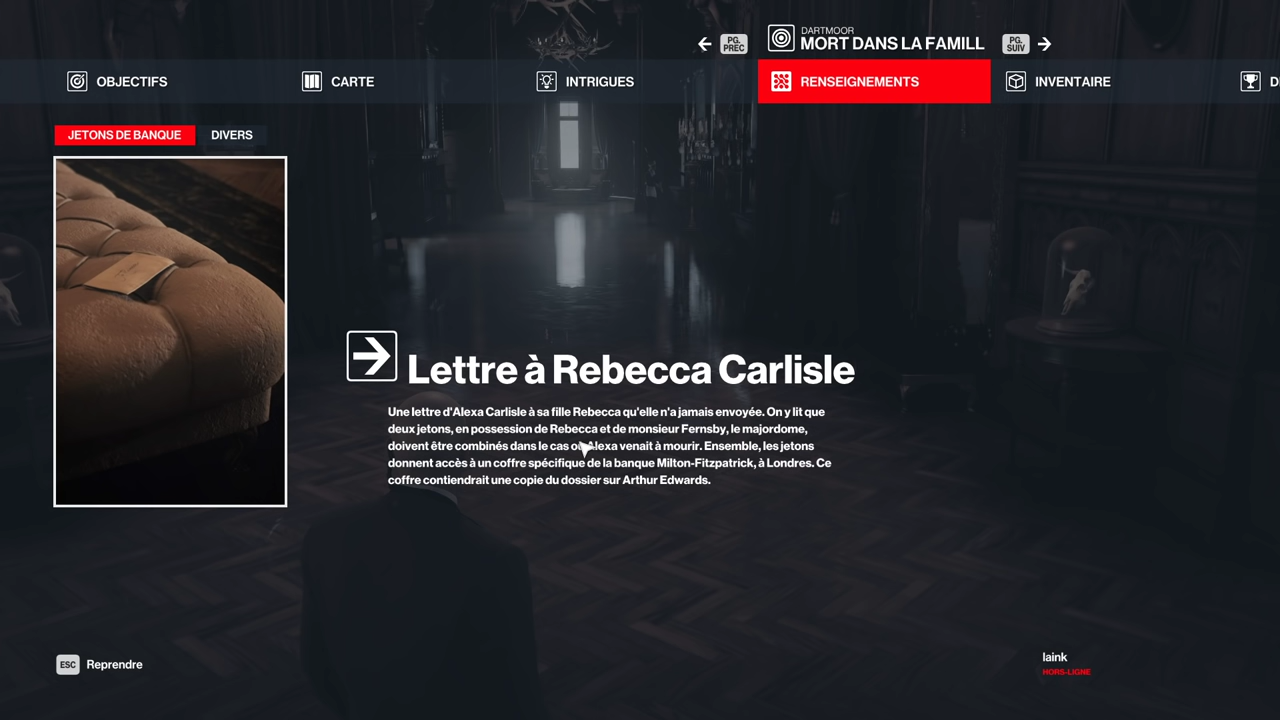 DARTMOOR
PG. PREC
MORT DANS LA FAMILL
PG. SUIV
OBJECTIFS
CARTE
INTRIGUES
RENSEIGNEMENTS
INVENTAIRE
D
JETONS DE BANQUE
DIVERS
Lettre à Rebecca Carlisle
Une lettre d'Alexa Carlisle à sa fille Rebecca qu'elle n'a jamais envoyée. On y lit que
deux jetons, en possession de Rebecca et de monsieur Fernsby, le majordome,
doivent être combinés dans le cas où Alexa venait à mourir. Ensemble, les jetons
donnent accès à un coffre spécifique de la banque Milton-Fitzpatrick, à Londres. Ce
coffre contiendrait une copie du dossier sur Arthur Edwards.
ESC Reprendre
laink
HORS-LIGNE